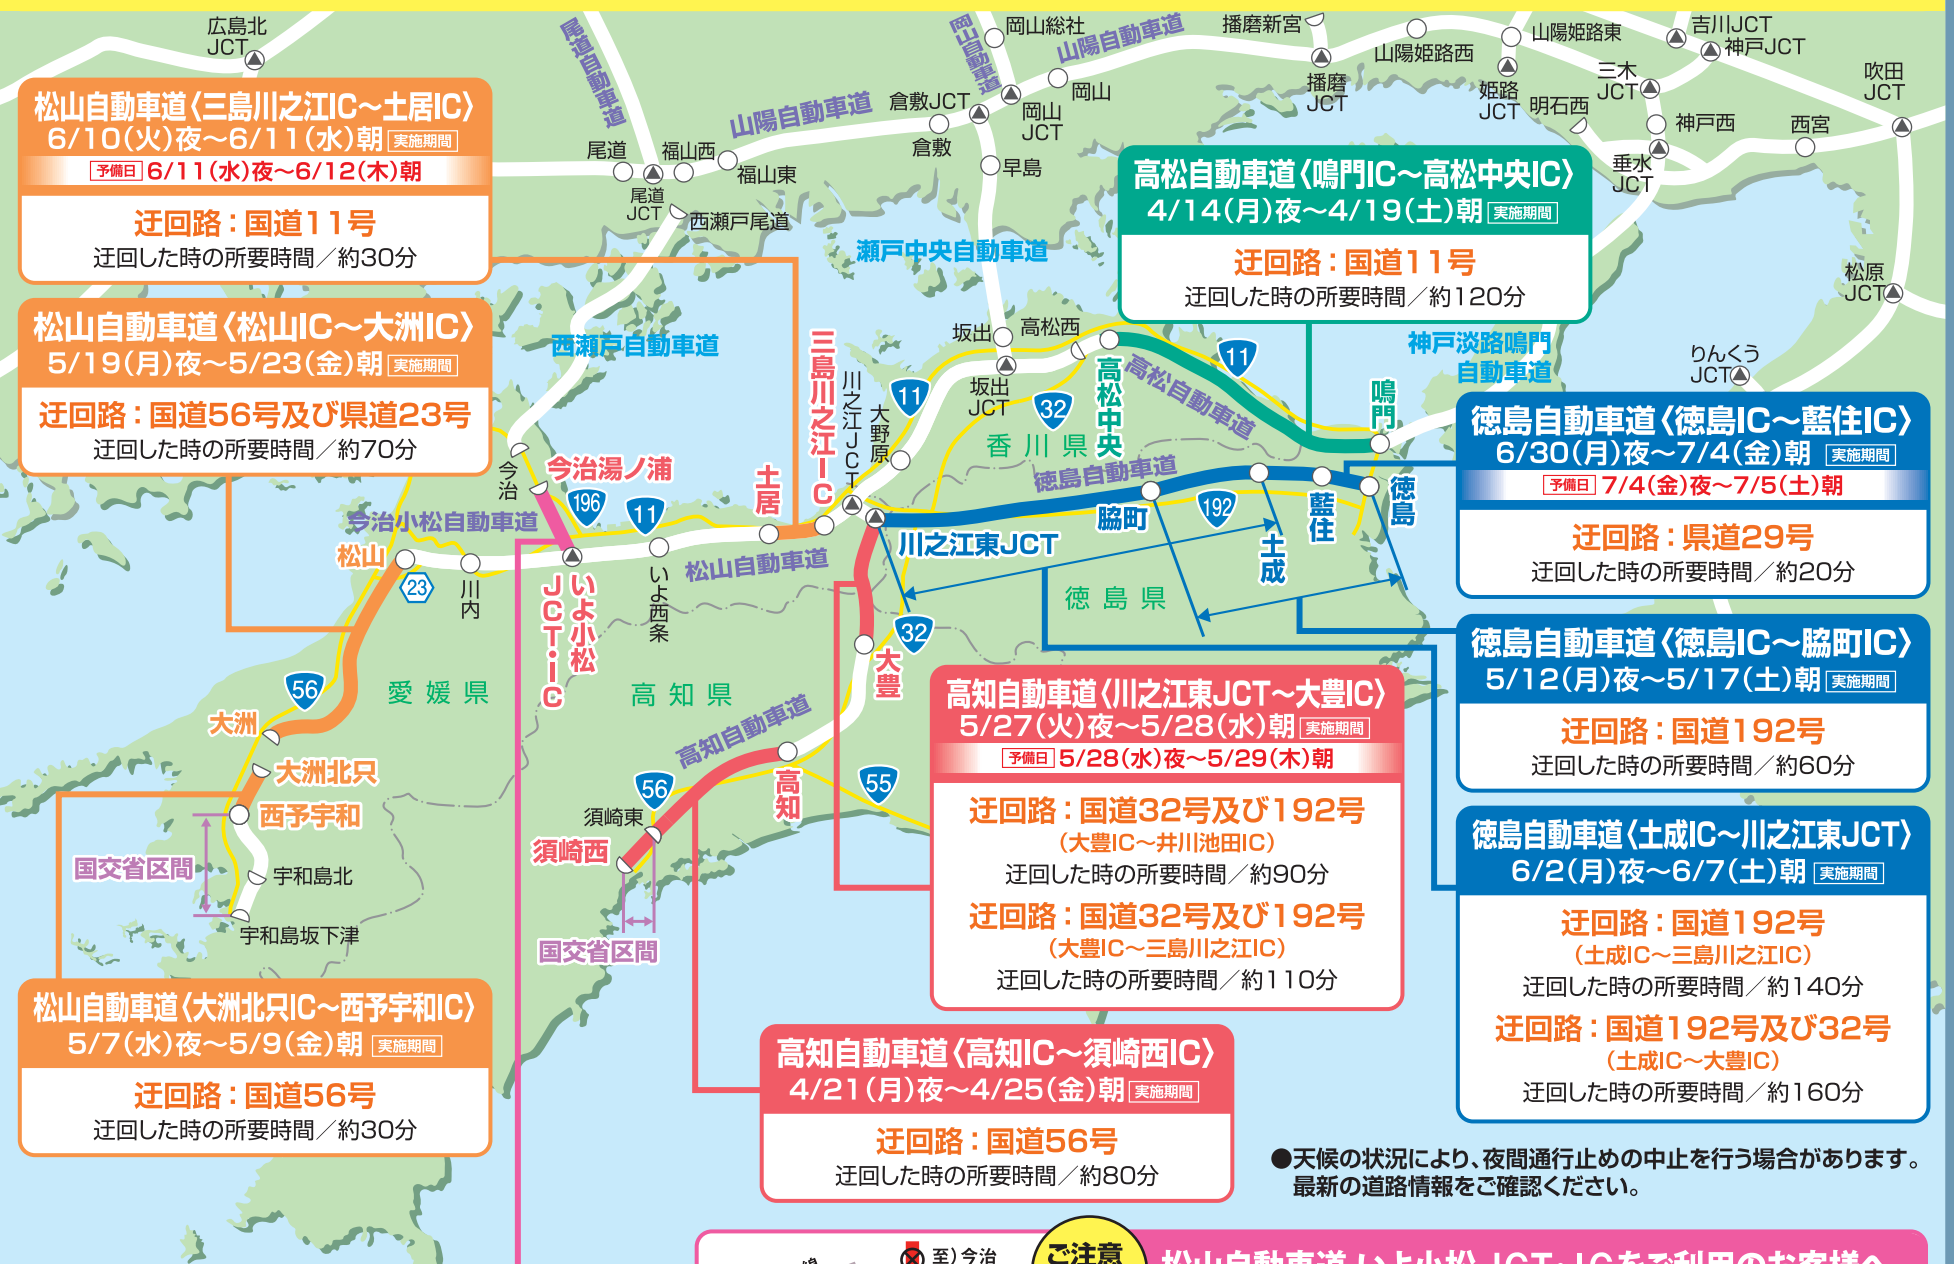 広島北
JCT
尾道自動車道
岡山自動車道
岡山総社
山陽自動車道
播磨新宮
山陽姫路西
山陽姫路東
吉川JCT
神戸JCT
播磨
JCT
姫路
JCT
三木
JCT
明石西
神戸西
垂水
JCT
西宮
吹田
JCT
松原
JCT
りんくう
JCT
山陽自動車道
倉敷JCT
倉敷
岡山
JCT
岡山
早島
尾道
福山西
福山東
尾道
JCT
西瀬戸尾道
瀬戸中央自動車道
西瀬戸自動車道
神戸淡路鳴門
自動車道
松山自動車道〈三島川之江IC～土居IC〉
6/10(火)夜～6/11(水)朝 実施期間
予備日 6/11(水)夜～6/12(木)朝
迂回路：国道11号
迂回した時の所要時間／約30分
松山自動車道〈松山IC～大洲IC〉
5/19(月)夜～5/23(金)朝 実施期間
迂回路：国道56号及び県道23号
迂回した時の所要時間／約70分
高松自動車道〈鳴門IC～高松中央IC〉
4/14(月)夜～4/19(土)朝 実施期間
迂回路：国道11号
迂回した時の所要時間／約120分
徳島自動車道〈徳島IC～藍住IC〉
6/30(月)夜～7/4(金)朝 実施期間
予備日 7/4(金)夜～7/5(土)朝
迂回路：県道29号
迂回した時の所要時間／約20分
徳島自動車道〈徳島IC～脇町IC〉
5/12(月)夜～5/17(土)朝 実施期間
迂回路：国道192号
迂回した時の所要時間／約60分
徳島自動車道〈土成IC～川之江東JCT〉
6/2(月)夜～6/7(土)朝 実施期間
迂回路：国道192号
(土成IC～三島川之江IC)
迂回した時の所要時間／約140分
迂回路：国道192号及び32号
(土成IC～大豊IC)
迂回した時の所要時間／約160分
坂出
高松西
坂出
JCT
高松中央
高松自動車道
鳴門
11
32
11
香川県
三島川之江IC
川之江JCT
大野原
徳島自動車道
脇町
192
土成
藍住
徳島
川之江東JCT
徳島県
今治
今治湯ノ浦
196
11
土居
今治小松自動車道
松山
23
川内
いよ小松
JCT・IC
いよ西条
松山自動車道
32
大豊
56
愛媛県
高知県
大洲
大洲北只
西予宇和
国交省区間
宇和島北
宇和島坂下津
高知自動車道
高知
56
55
須崎東
須崎西
国交省区間
高知自動車道〈川之江東JCT～大豊IC〉
5/27(火)夜～5/28(水)朝 実施期間
予備日 5/28(水)夜～5/29(木)朝
迂回路：国道32号及び192号
(大豊IC～井川池田IC)
迂回した時の所要時間／約90分
迂回路：国道32号及び192号
(大豊IC～三島川之江IC)
迂回した時の所要時間／約110分
松山自動車道〈大洲北只IC～西予宇和IC〉
5/7(水)夜～5/9(金)朝 実施期間
迂回路：国道56号
迂回した時の所要時間／約30分
高知自動車道〈高知IC～須崎西IC〉
4/21(月)夜～4/25(金)朝 実施期間
迂回路：国道56号
迂回した時の所要時間／約80分
●天候の状況により、夜間通行止めの中止を行う場合があります。
最新の道路情報をご確認ください。
至)今治
ご注意
松山自動車道 いよ小松JCT・ICをご利用のお客様へ